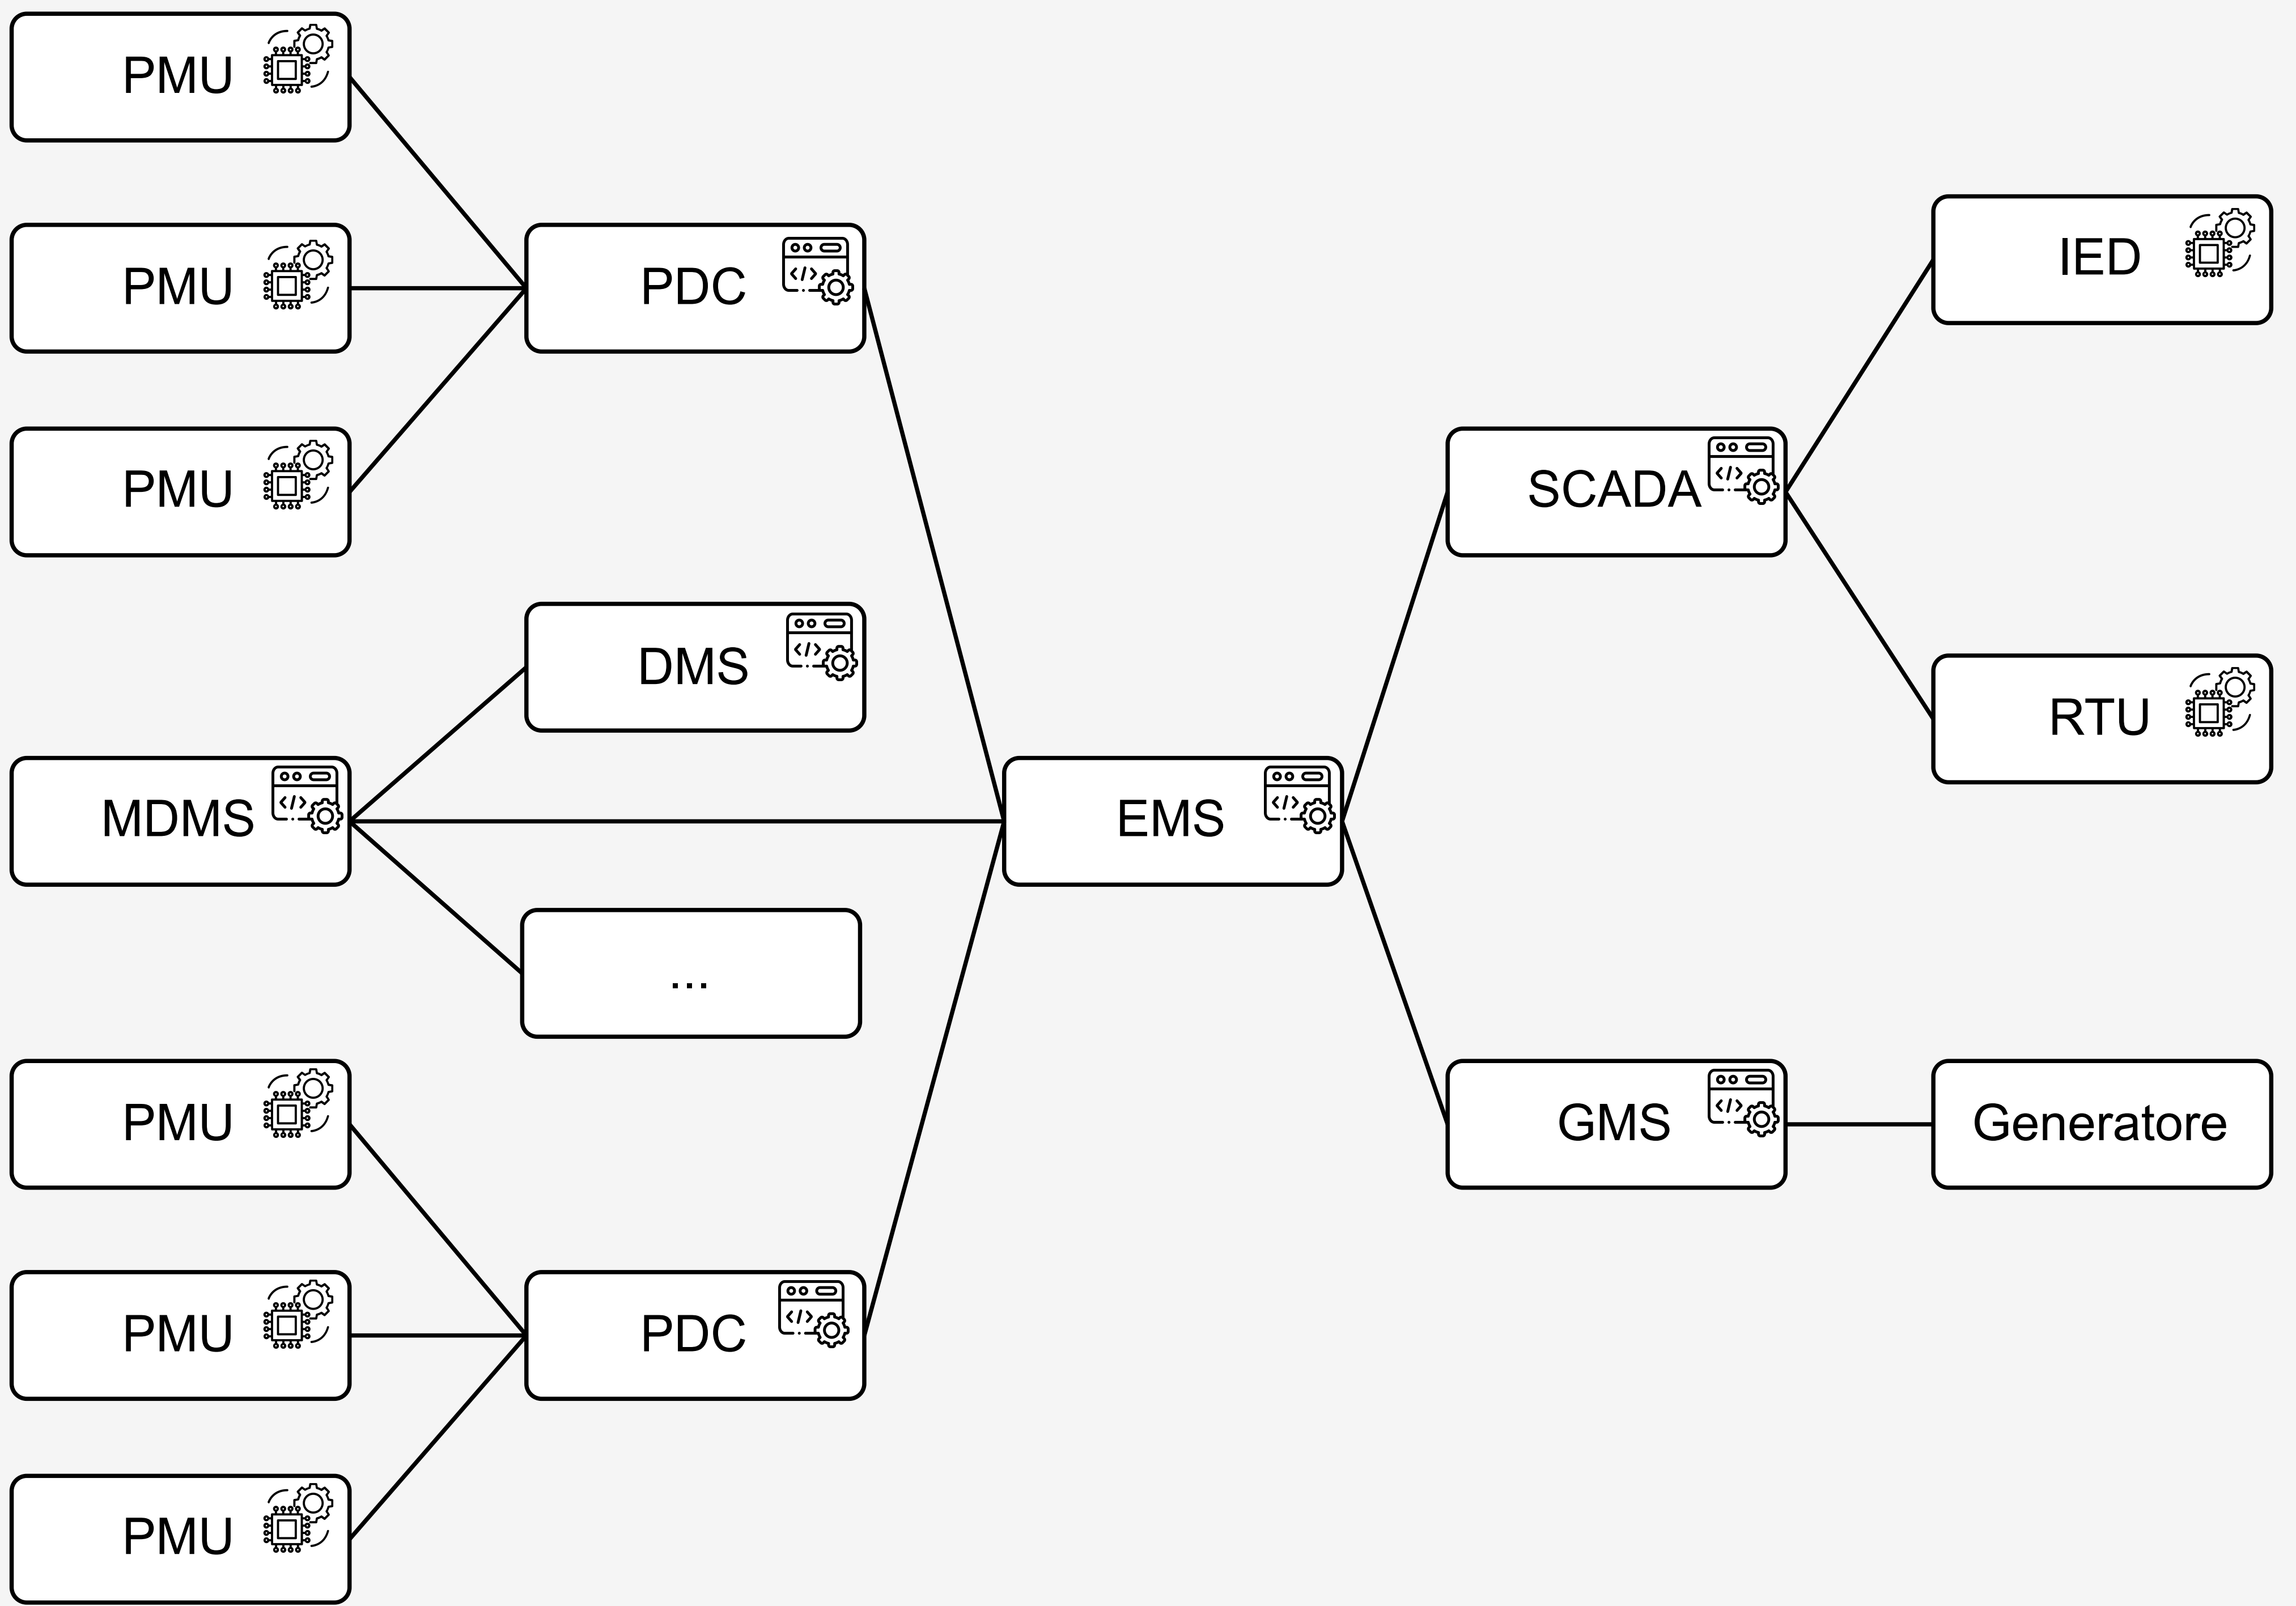 PMU
PMU
PDC
IED
PMU
SCADA
DMS
RTU
MDMS
EMS
...
PMU
GMS
Generatore
PMU
PDC
PMU